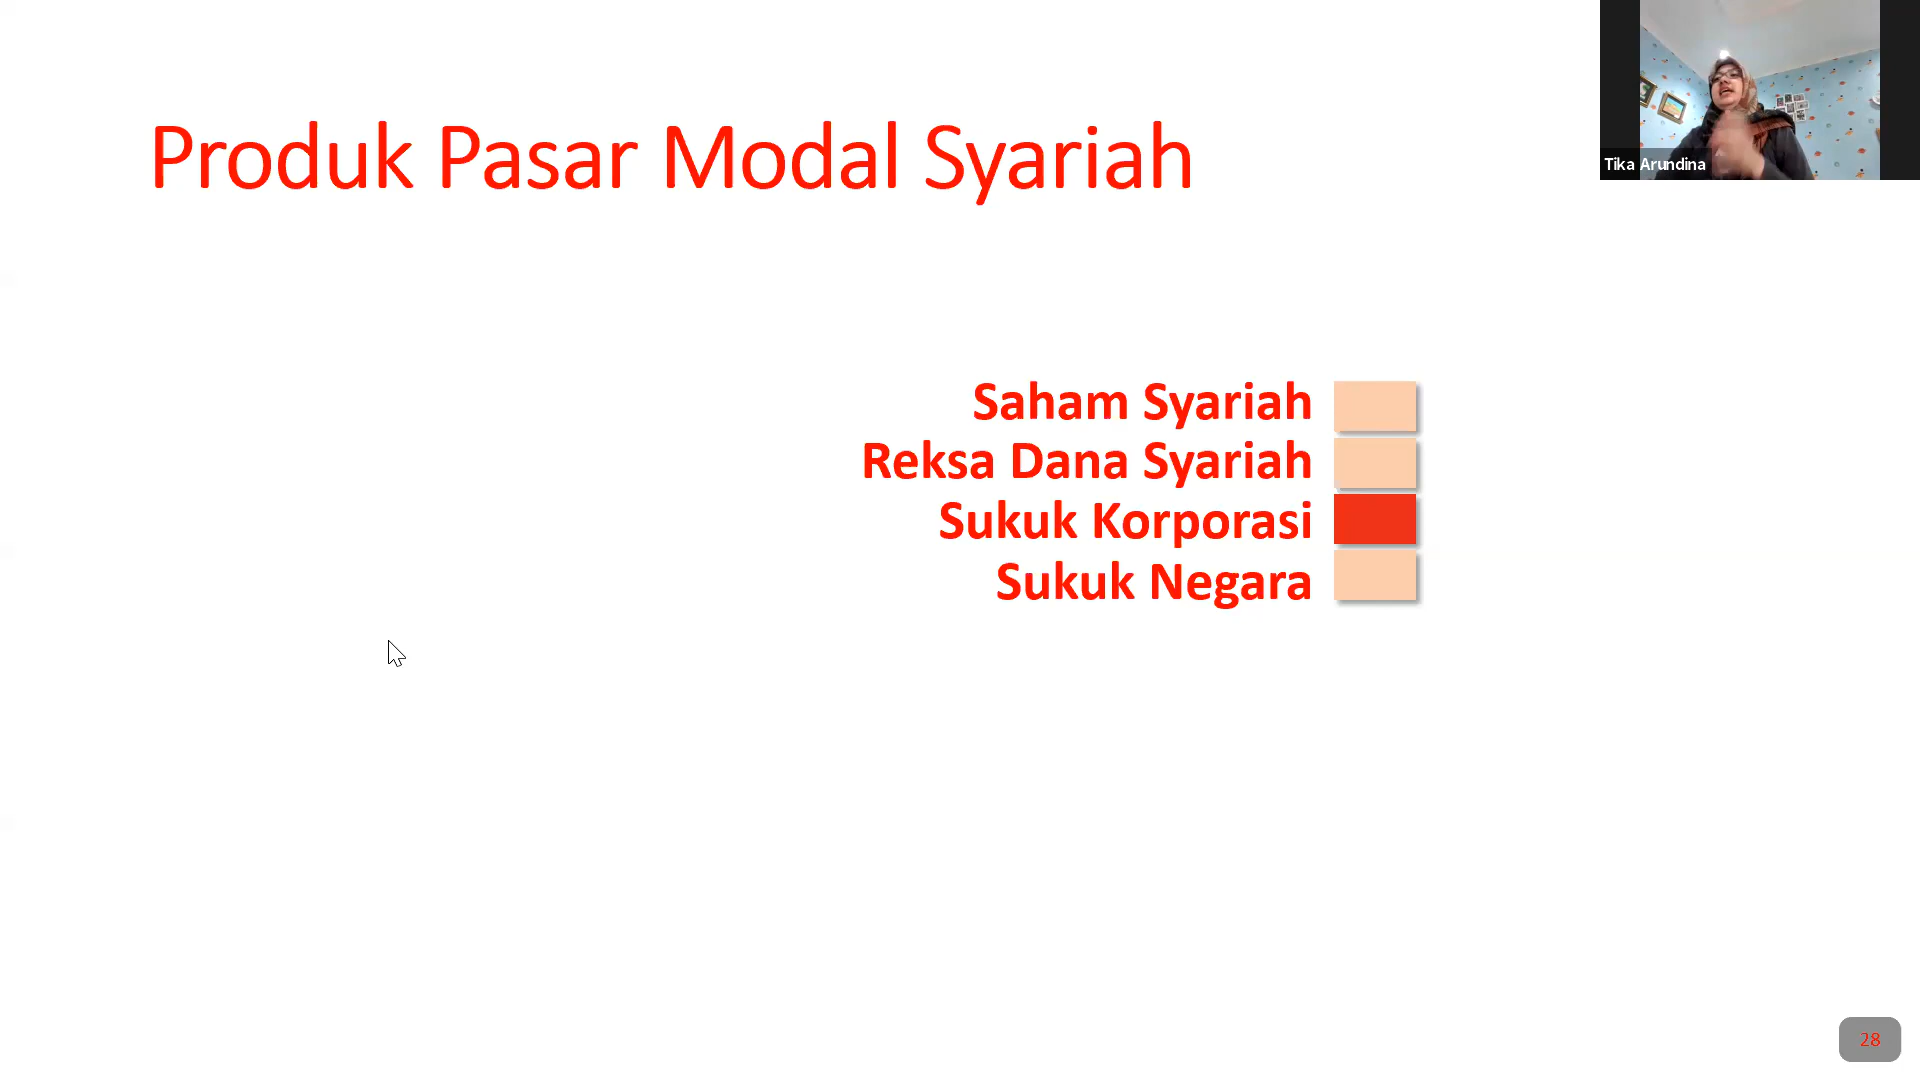 Produk Pasar Modal Syariah
Tika Arundina
Saham Syariah
Reksa Dana Syariah
Sukuk Korporasi
Sukuk Negara
28